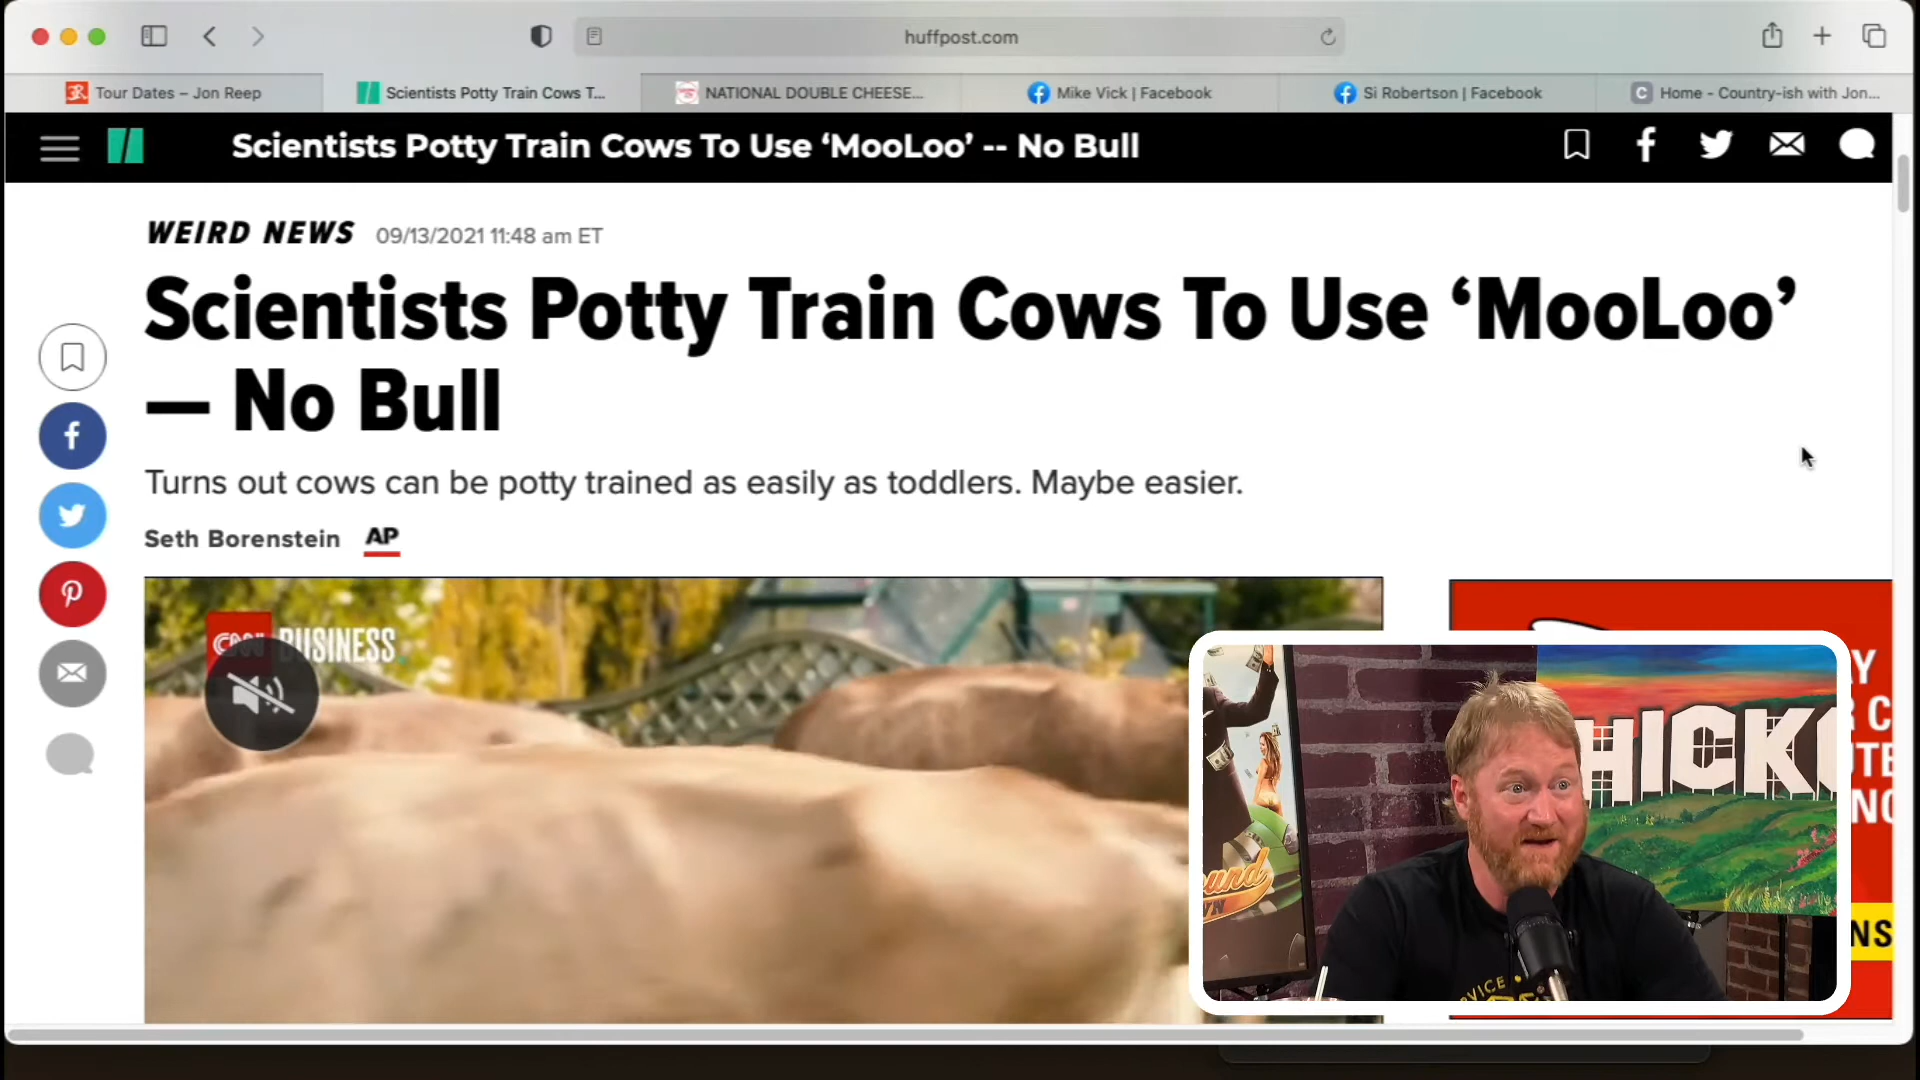 huffpost.com
Tour Dates – Jon Reep
Scientists Potty Train Cows T...
NATIONAL DOUBLE CHEESE...
Mike Vick | Facebook
Si Robertson | Facebook
C Home - Country-ish with Jon...
Scientists Potty Train Cows To Use ‘MooLoo’ -- No Bull
WEIRD NEWS 09/13/2021 11:48 am ET
Scientists Potty Train Cows To Use ‘MooLoo’
— No Bull
Turns out cows can be potty trained as easily as toddlers. Maybe easier.
Seth Borenstein AP
CNN BUSINESS
HICK
VICE